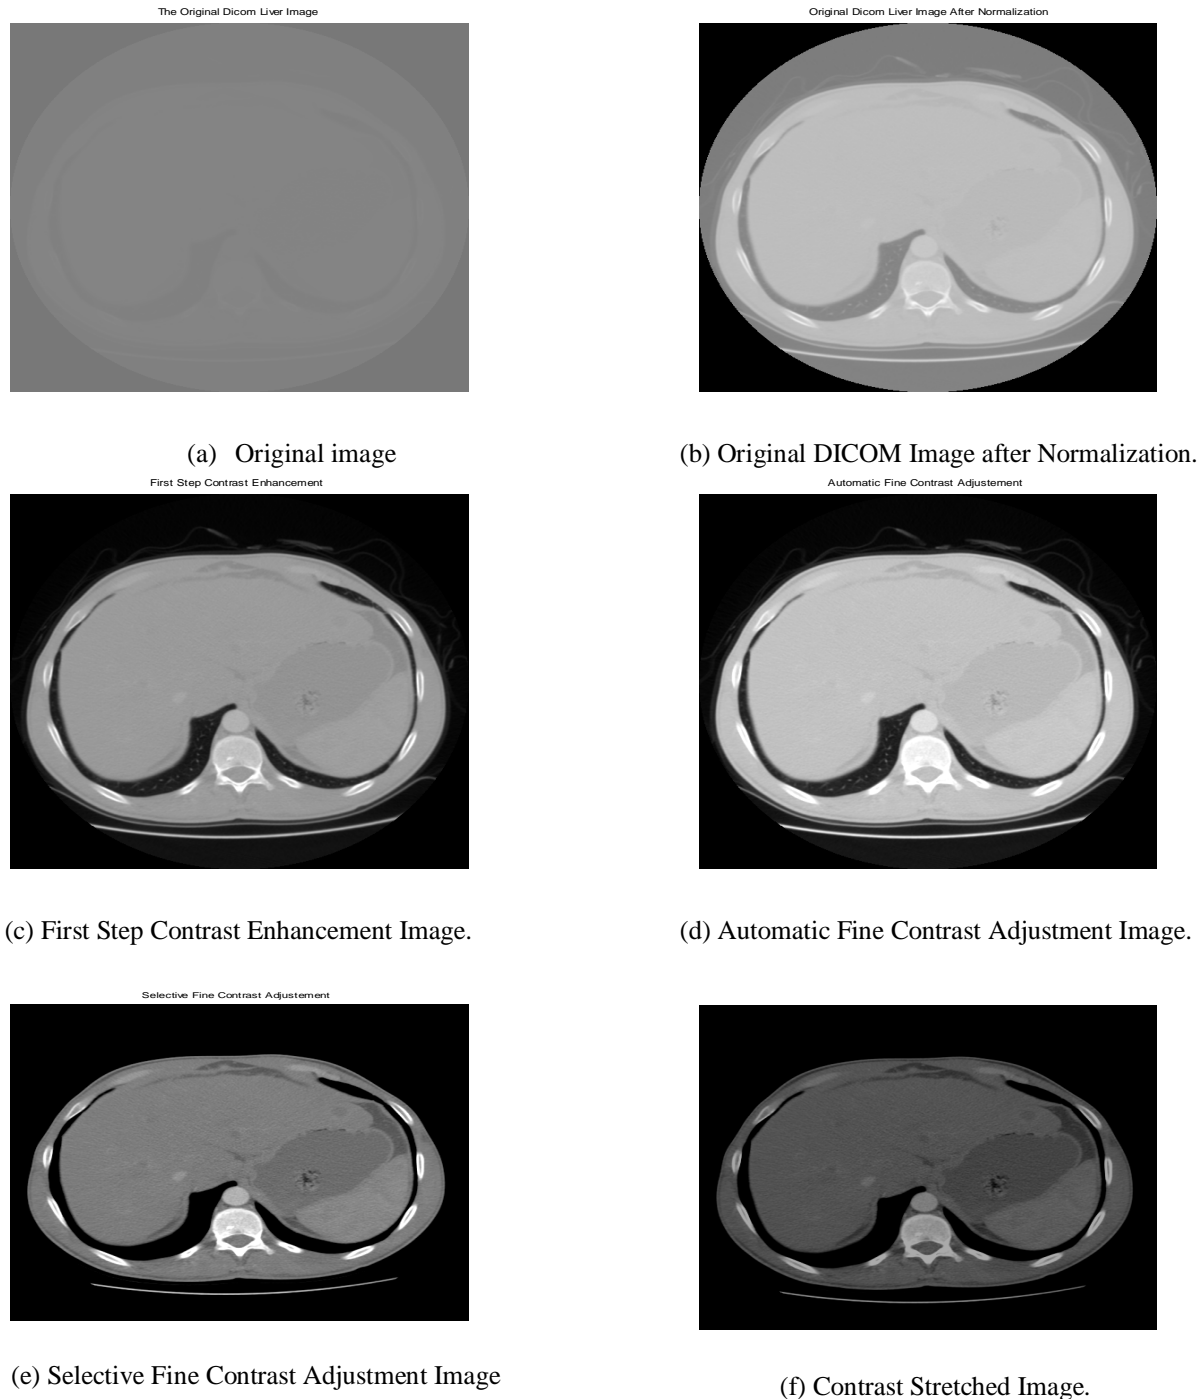 The Original Dicom Liver Image
Original Dicom Liver Image After Normalization
(a) Original image
(b) Original DICOM Image after Normalization.
First Step Contrast Enhancement
Automatic Fine Contrast Adjustement
(c) First Step Contrast Enhancement Image.
(d) Automatic Fine Contrast Adjustment Image.
Selective Fine Contrast Adjustement
(e) Selective Fine Contrast Adjustment Image
(f) Contrast Stretched Image.